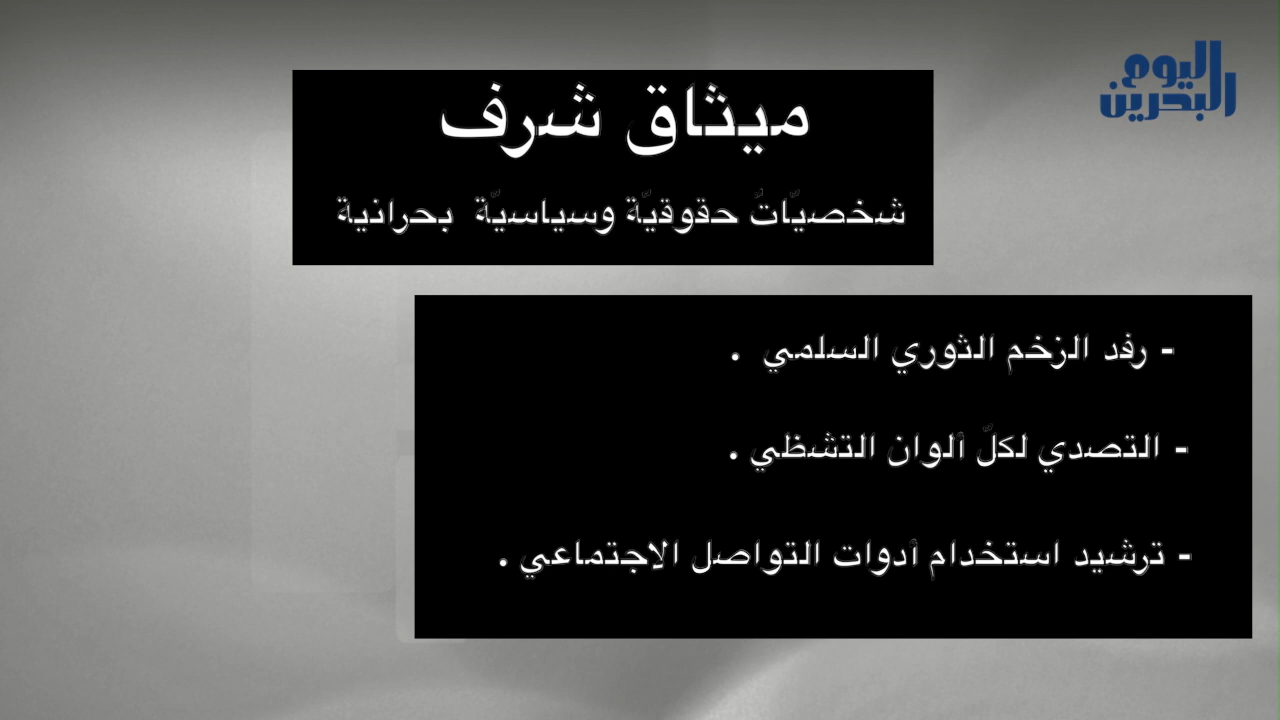 اليوم
البحرين
ميثاق شرف
شخصيّاتٌ حقوقيّة وسياسيّة بحرانية
- رفد الزخم الثوري السلمي .
- التصدي لكلّ ألوان التشظي .
- ترشيد استخدام أدوات التواصل الاجتماعي .